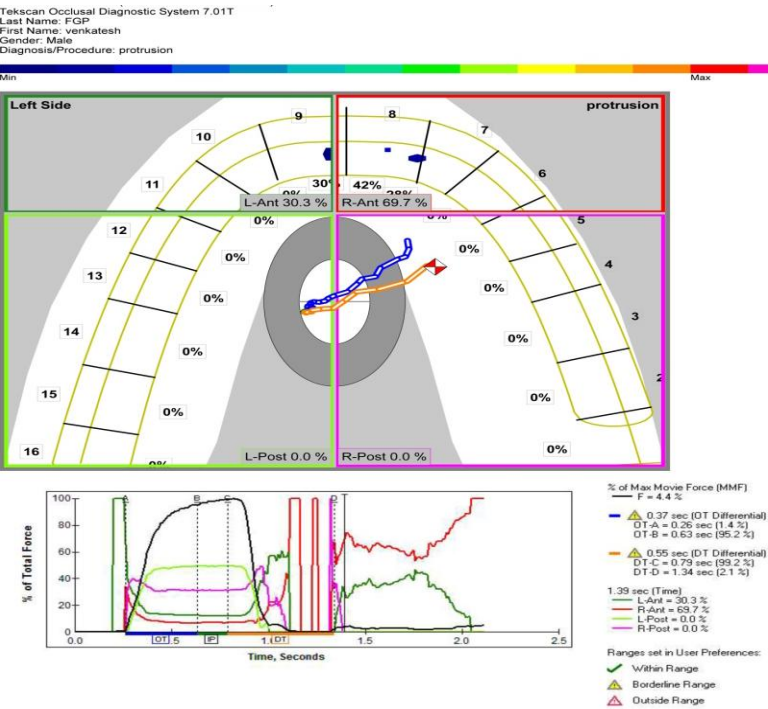 Tekscan Occlusal Diagnostic System 7.01T
Last Name: FGP
First Name: venkatesh
Gender: Male
Diagnosis/Procedure: protrusion
Min
Max
Left Side
protrusion
9
8
10
7
11
6
12
5
13
4
14
3
15
16
30%
42%
28%
0%
L-Ant 30.3 %
R-Ant 69.7 %
0%
0%
0%
0%
0%
0%
0%
0%
0%
0%
0%
0%
0%
L-Post 0.0 %
R-Post 0.0 %
% of Total Force
100
80
60
40
20
0
A
B
C
D
OT
IP
DT
0.0
1.5
2.0
2.5
Time, Seconds
% of Max Movie Force (MMF)
F = 4.4 %
0.37 sec (OT Differential)
OT-A = 0.26 sec (1.4 %)
OT-B = 0.63 sec (95.2 %)
0.55 sec (DT Differential)
DT-C = 0.79 sec (99.2 %)
DT-D = 1.34 sec (2.1 %)
1.39 sec (Time)
L-Ant = 30.3 %
R-Ant = 69.7 %
L-Post = 0.0 %
R-Post = 0.0 %
Ranges set in User Preferences:
Within Range
Borderline Range
Outside Range